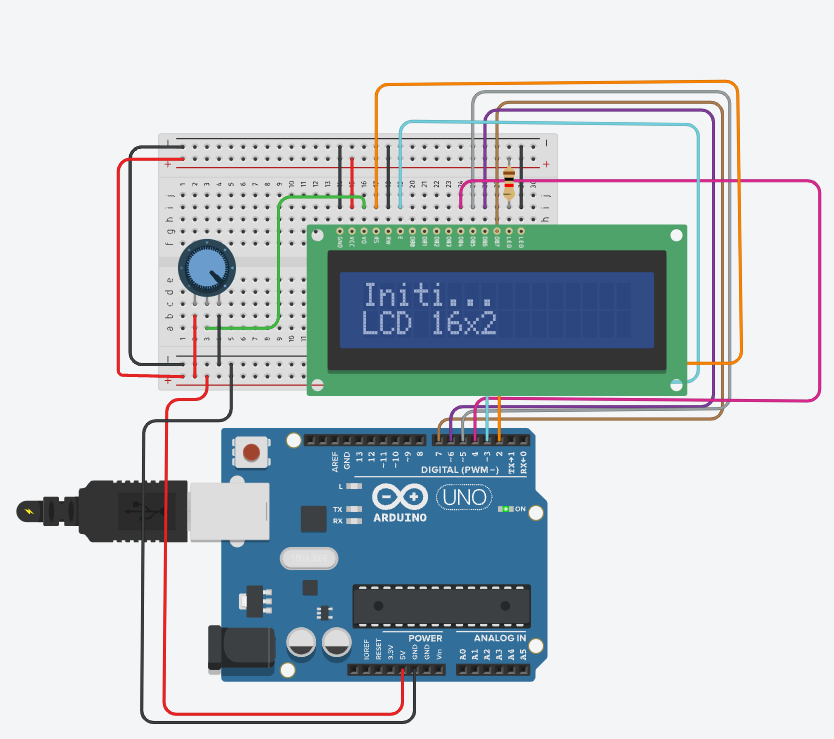 GND VCC VO RS RW E DB0 DB1 DB2 DB3 DB4 DB5 DB6 DB7 LED LED
Initi...
LCD 16x2
AREF GND 13 12 ~11 ~10 ~9 8 7 ~6 ~5 4 ~3 2 TX→1 RX←0
DIGITAL (PWM~)
L
TX
RX
UNO
ARDUINO
ON
POWER
ANALOG IN
IOREF RESET 3.3V 5V GND GND Vin A0 A1 A2 A3 A4 A5